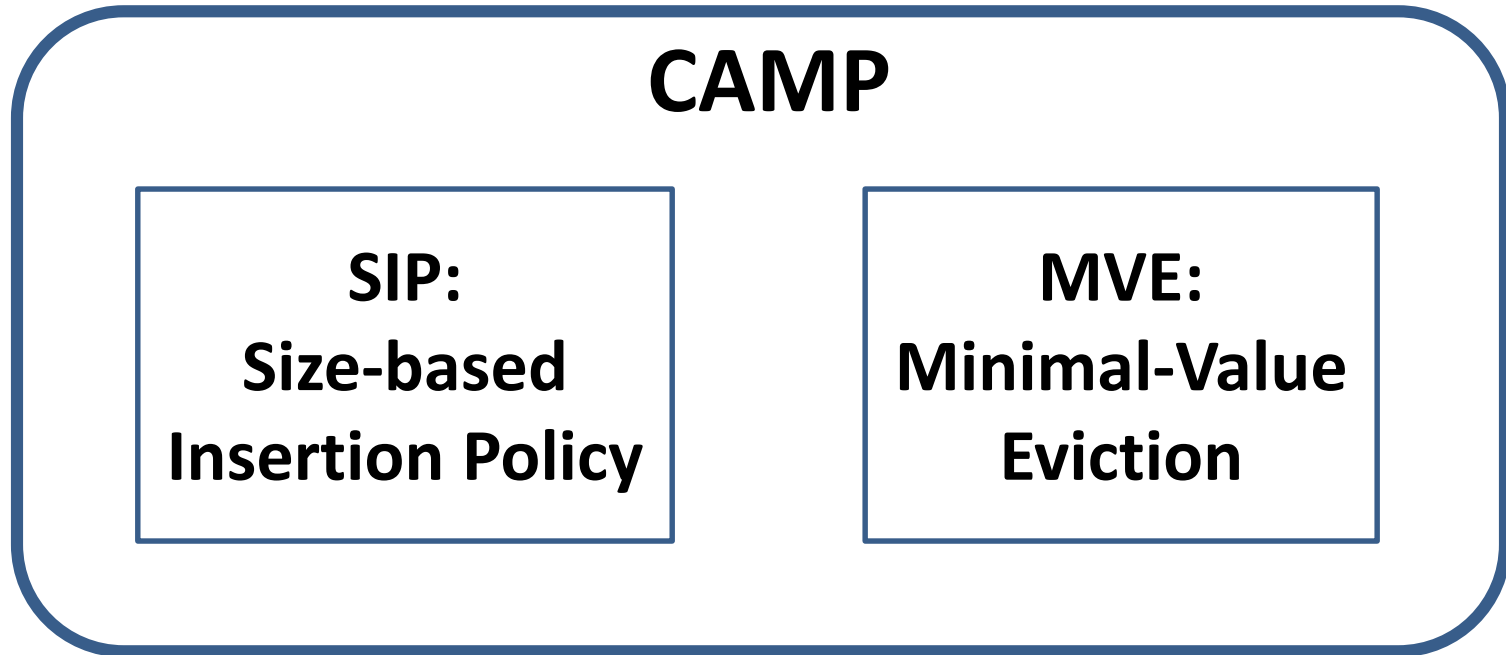 CAMP
SIP:
Size-based
Insertion Policy
MVE:
Minimal-Value
Eviction